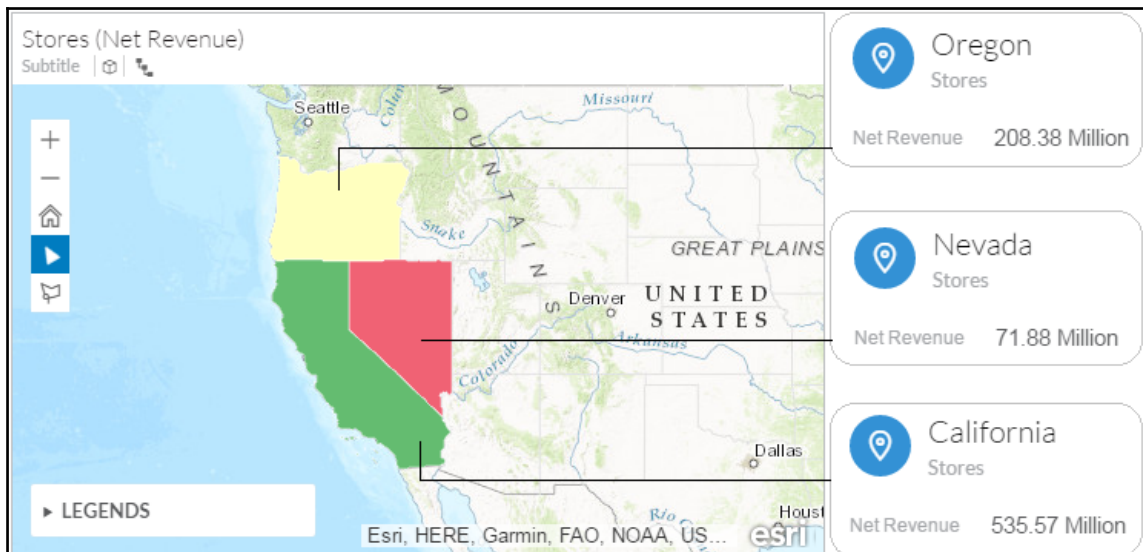 Stores (Net Revenue)
Subtitle
Seattle
Missouri
MOUNTAINS
Snake
GREAT PLAINS
Denver
UNITED
STATES
Arkansas
Colorado
Dallas
LEGENDS
Esri, HERE, Garmin, FAO, NOAA, US...
esri
Oregon
Stores
Net Revenue 208.38 Million
Nevada
Stores
Net Revenue 71.88 Million
California
Stores
Net Revenue 535.57 Million